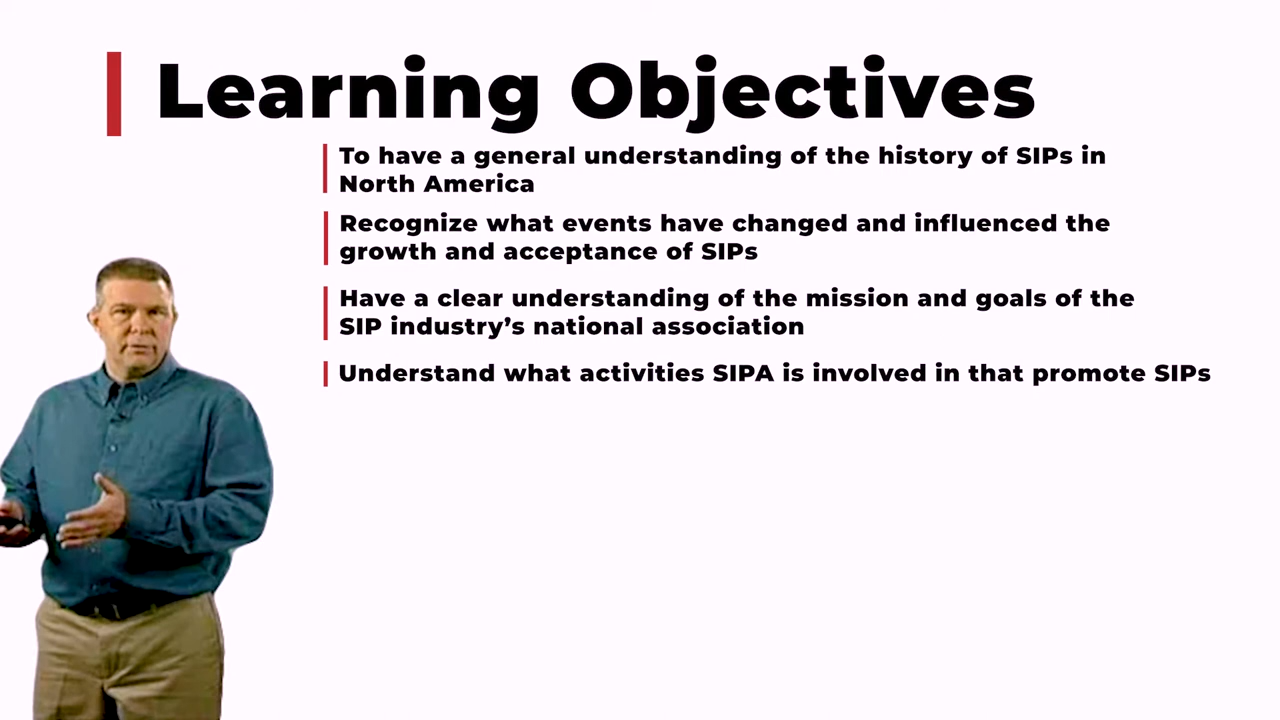 Learning Objectives
To have a general understanding of the history of SIPs in
North America
Recognize what events have changed and influenced the
growth and acceptance of SIPs
Have a clear understanding of the mission and goals of the
SIP industry's national association
Understand what activities SIPA is involved in that promote SIPs